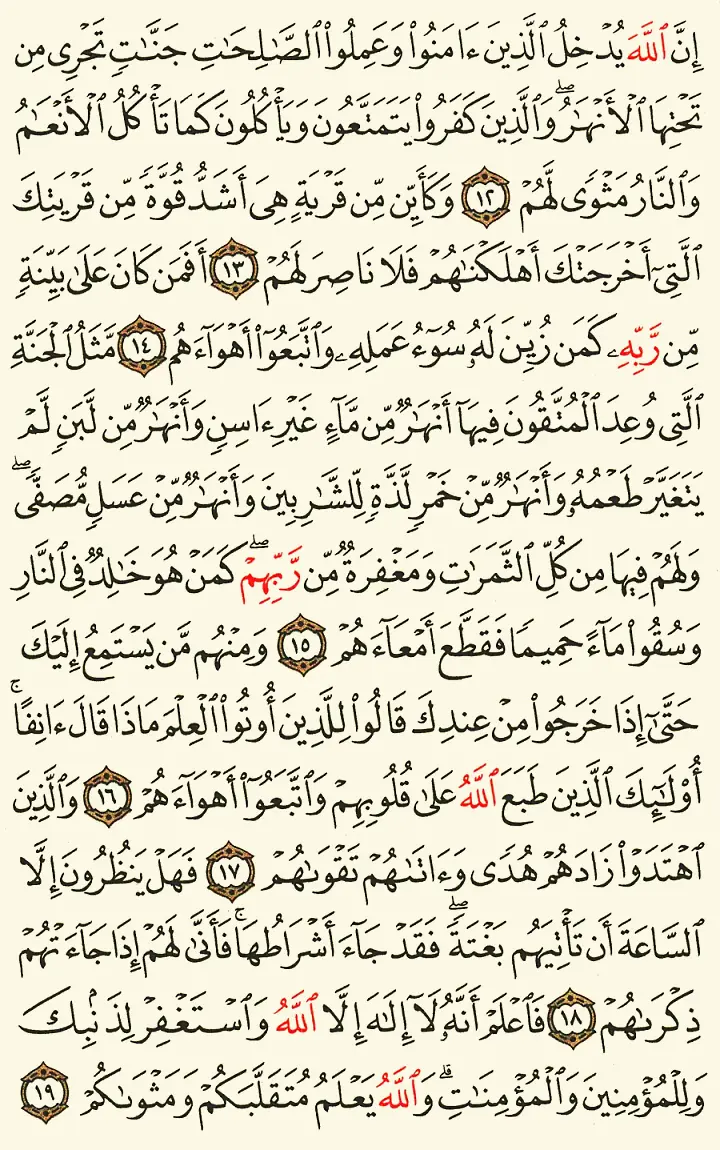 إِنَّ ٱللَّهَ يُدْخِلُ ٱلَّذِينَ ءَامَنُوا۟ وَعَمِلُوا۟ ٱلصَّـٰلِحَـٰتِ جَنَّـٰتٍ تَجْرِى مِن
تَحْتِهَا ٱلْأَنْهَـٰرُ ۖ وَٱلَّذِينَ كَفَرُوا۟ يَتَمَتَّعُونَ وَيَأْكُلُونَ كَمَا تَأْكُلُ ٱلْأَنْعَـٰمُ
وَٱلنَّارُ مَثْوًى لَّهُمْ ١٢ وَكَأَيِّن مِّن قَرْيَةٍ هِىَ أَشَدُّ قُوَّةً مِّن قَرْيَتِكَ
ٱلَّتِىٓ أَخْرَجَتْكَ أَهْلَكْنَـٰهُمْ فَلَا نَاصِرَ لَهُمْ ١٣ أَفَمَن كَانَ عَلَىٰ بَيِّنَةٍ
مِّن رَّبِّهِۦ كَمَن زُيِّنَ لَهُۥ سُوٓءُ عَمَلِهِۦ وَٱتَّبَعُوٓا۟ أَهْوَآءَهُم ١٤ مَّثَلُ ٱلْجَنَّةِ
ٱلَّتِى وُعِدَ ٱلْمُتَّقُونَ فِيهَآ أَنْهَـٰرٌ مِّن مَّآءٍ غَيْرِ ءَاسِنٍ وَأَنْهَـٰرٌ مِّن لَّبَنٍ لَّمْ
يَتَغَيَّرْ طَعْمُهُۥ وَأَنْهَـٰرٌ مِّنْ خَمْرٍ لَّذَّةٍ لِّلشَّـٰرِبِينَ وَأَنْهَـٰرٌ مِّنْ عَسَلٍ مُّصَفًّى ۖ
وَلَهُمْ فِيهَا مِن كُلِّ ٱلثَّمَرَٰتِ وَمَغْفِرَةٌ مِّن رَّبِّهِمْ ۖ كَمَنْ هُوَ خَـٰلِدٌ فِى ٱلنَّارِ
وَسُقُوا۟ مَآءً حَمِيمًا فَقَطَّعَ أَمْعَآءَهُمْ ١٥ وَمِنْهُم مَّن يَسْتَمِعُ إِلَيْكَ
حَتَّىٰٓ إِذَا خَرَجُوا۟ مِنْ عِندِكَ قَالُوا۟ لِلَّذِينَ أُوتُوا۟ ٱلْعِلْمَ مَاذَا قَالَ ءَانِفًا ۚ
أُو۟لَـٰٓئِكَ ٱلَّذِينَ طَبَعَ ٱللَّهُ عَلَىٰ قُلُوبِهِمْ وَٱتَّبَعُوٓا۟ أَهْوَآءَهُمْ ١٦ وَٱلَّذِينَ
ٱهْتَدَوْا۟ زَادَهُمْ هُدًى وَءَاتَىٰهُمْ تَقْوَىٰهُمْ ١٧ فَهَلْ يَنظُرُونَ إِلَّا
ٱلسَّاعَةَ أَن تَأْتِيَهُم بَغْتَةً ۖ فَقَدْ جَآءَ أَشْرَاطُهَا ۚ فَأَنَّىٰ لَهُمْ إِذَا جَآءَتْهُمْ
ذِكْرَىٰهُمْ ١٨ فَٱعْلَمْ أَنَّهُۥ لَآ إِلَـٰهَ إِلَّا ٱللَّهُ وَٱسْتَغْفِرْ لِذَنۢبِكَ
وَلِلْمُؤْمِنِينَ وَٱلْمُؤْمِنَـٰتِ ۗ وَٱللَّهُ يَعْلَمُ مُتَقَلَّبَكُمْ وَمَثْوَىٰكُمْ ١٩